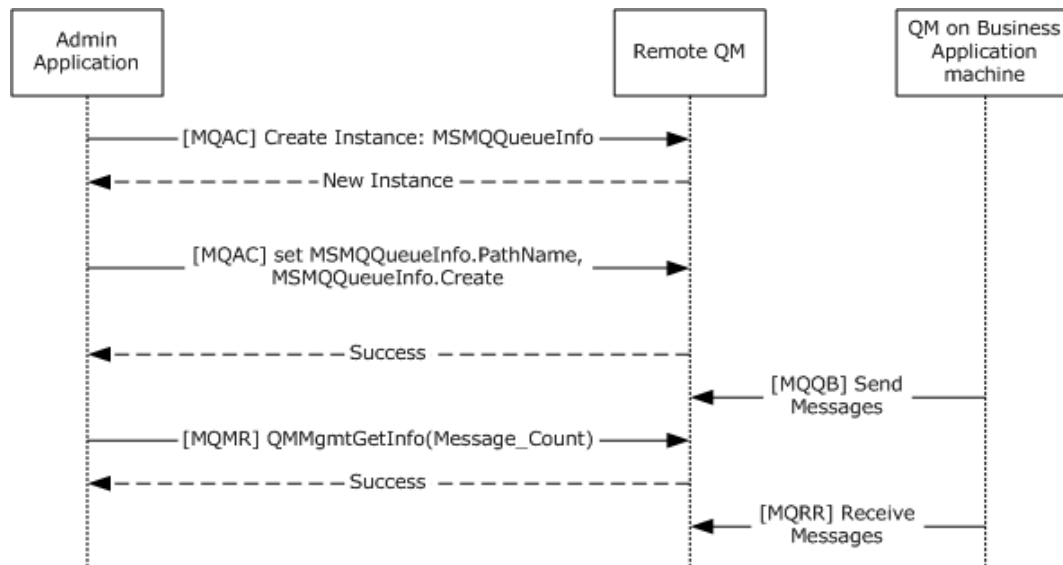 Admin
Application
Remote QM
QM on Business
Application
machine
[MQAC] Create Instance: MSMQQueueInfo
New Instance
[MQAC] set MSMQQueueInfo.PathName,
MSMQQueueInfo.Create
Success
[MQQB] Send
Messages
[MQMR] QMMgmtGetInfo(Message_Count)
Success
[MQRR] Receive
Messages